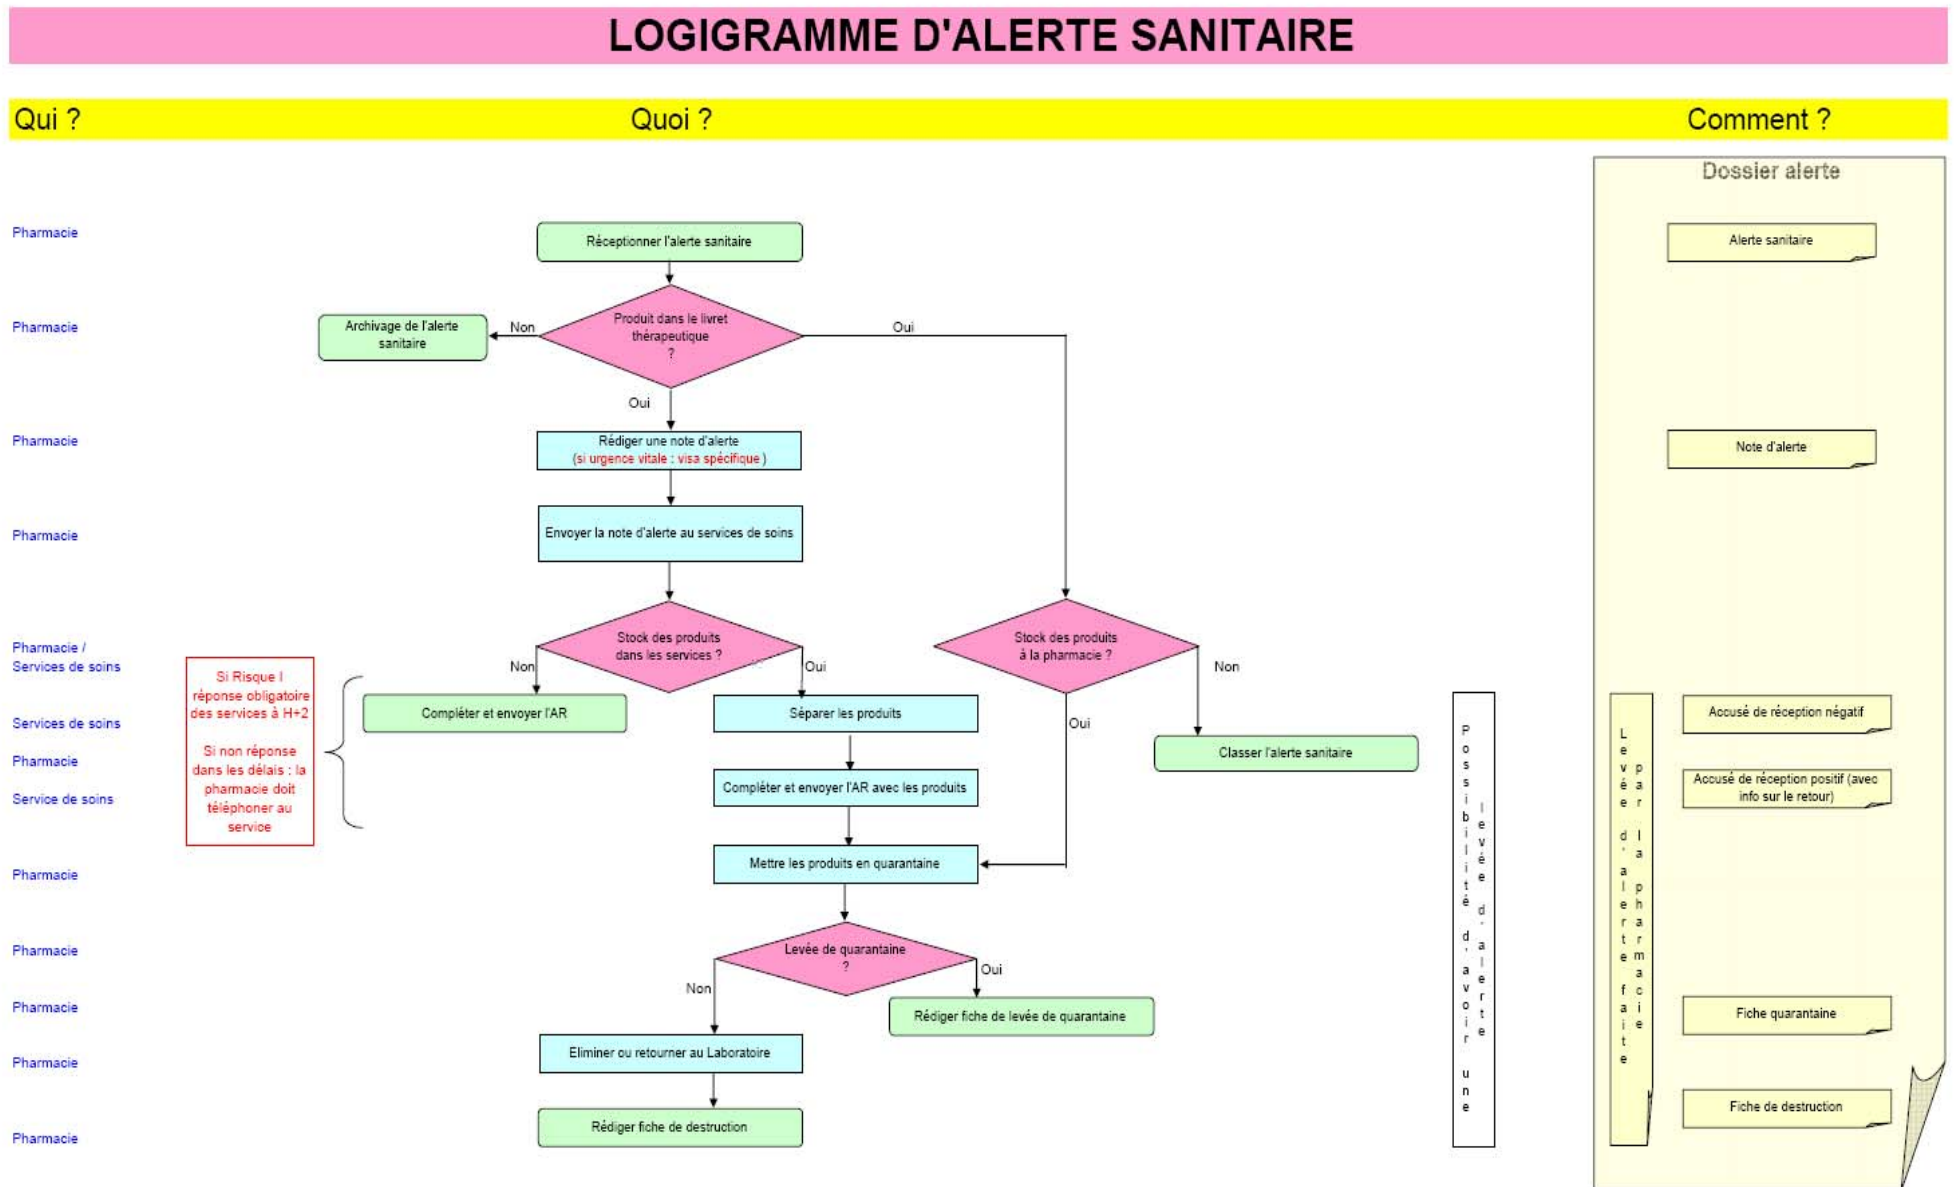 LOGIGRAMME D'ALERTE SANITAIRE
Qui ?
Quoi ?
Comment ?
Dossier alerte
Pharmacie
Réceptionner l'alerte sanitaire
Alerte sanitaire
Pharmacie
Archivage de l'alerte
sanitaire
Non
Produit dans le livret
thérapeutique
?
Oui
Oui
Pharmacie
Rédiger une note d'alerte
(si urgence vitale : visa spécifique )
Note d'alerte
Pharmacie
Envoyer la note d'alerte au services de soins
Pharmacie /
Services de soins
Stock des produits
dans les services ?
Non
Oui
Stock des produits
à la pharmacie ?
Non
Oui
Si Risque I
réponse obligatoire
des services à H+2
Si non réponse
dans les délais : la
pharmacie doit
téléphoner au
service
Services de soins
Compléter et envoyer l'AR
Séparer les produits
Accusé de réception négatif
Pharmacie
Classer l'alerte sanitaire
Service de soins
Compléter et envoyer l'AR avec les produits
Accusé de réception positif (avec
info sur le retour)
Possibilité d'avoir une
levée d'alerte
Levée d'alerte faite
par la pharmacie
Pharmacie
Mettre les produits en quarantaine
Pharmacie
Levée de quarantaine
?
Non
Oui
Pharmacie
Rédiger fiche de levée de quarantaine
Fiche quarantaine
Pharmacie
Eliminer ou retourner au Laboratoire
Pharmacie
Rédiger fiche de destruction
Fiche de destruction